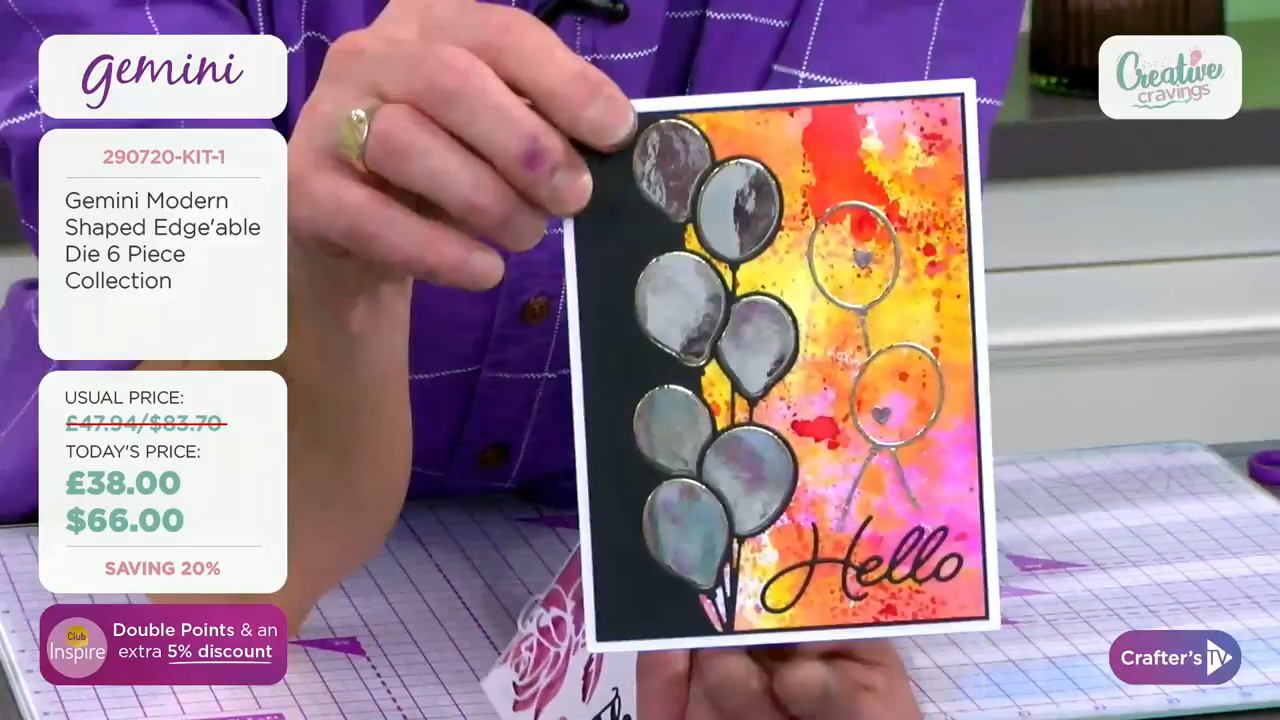 gemini
290720-KIT-1
Gemini Modern
Shaped Edge'able
Die 6 Piece
Collection
USUAL PRICE:
£47.94/$83.70
TODAY'S PRICE:
£38.00
$66.00
SAVING 20%
Club
Inspire
Double Points & an
extra 5% discount
Creative
cravings
Hello
Crafter's TV